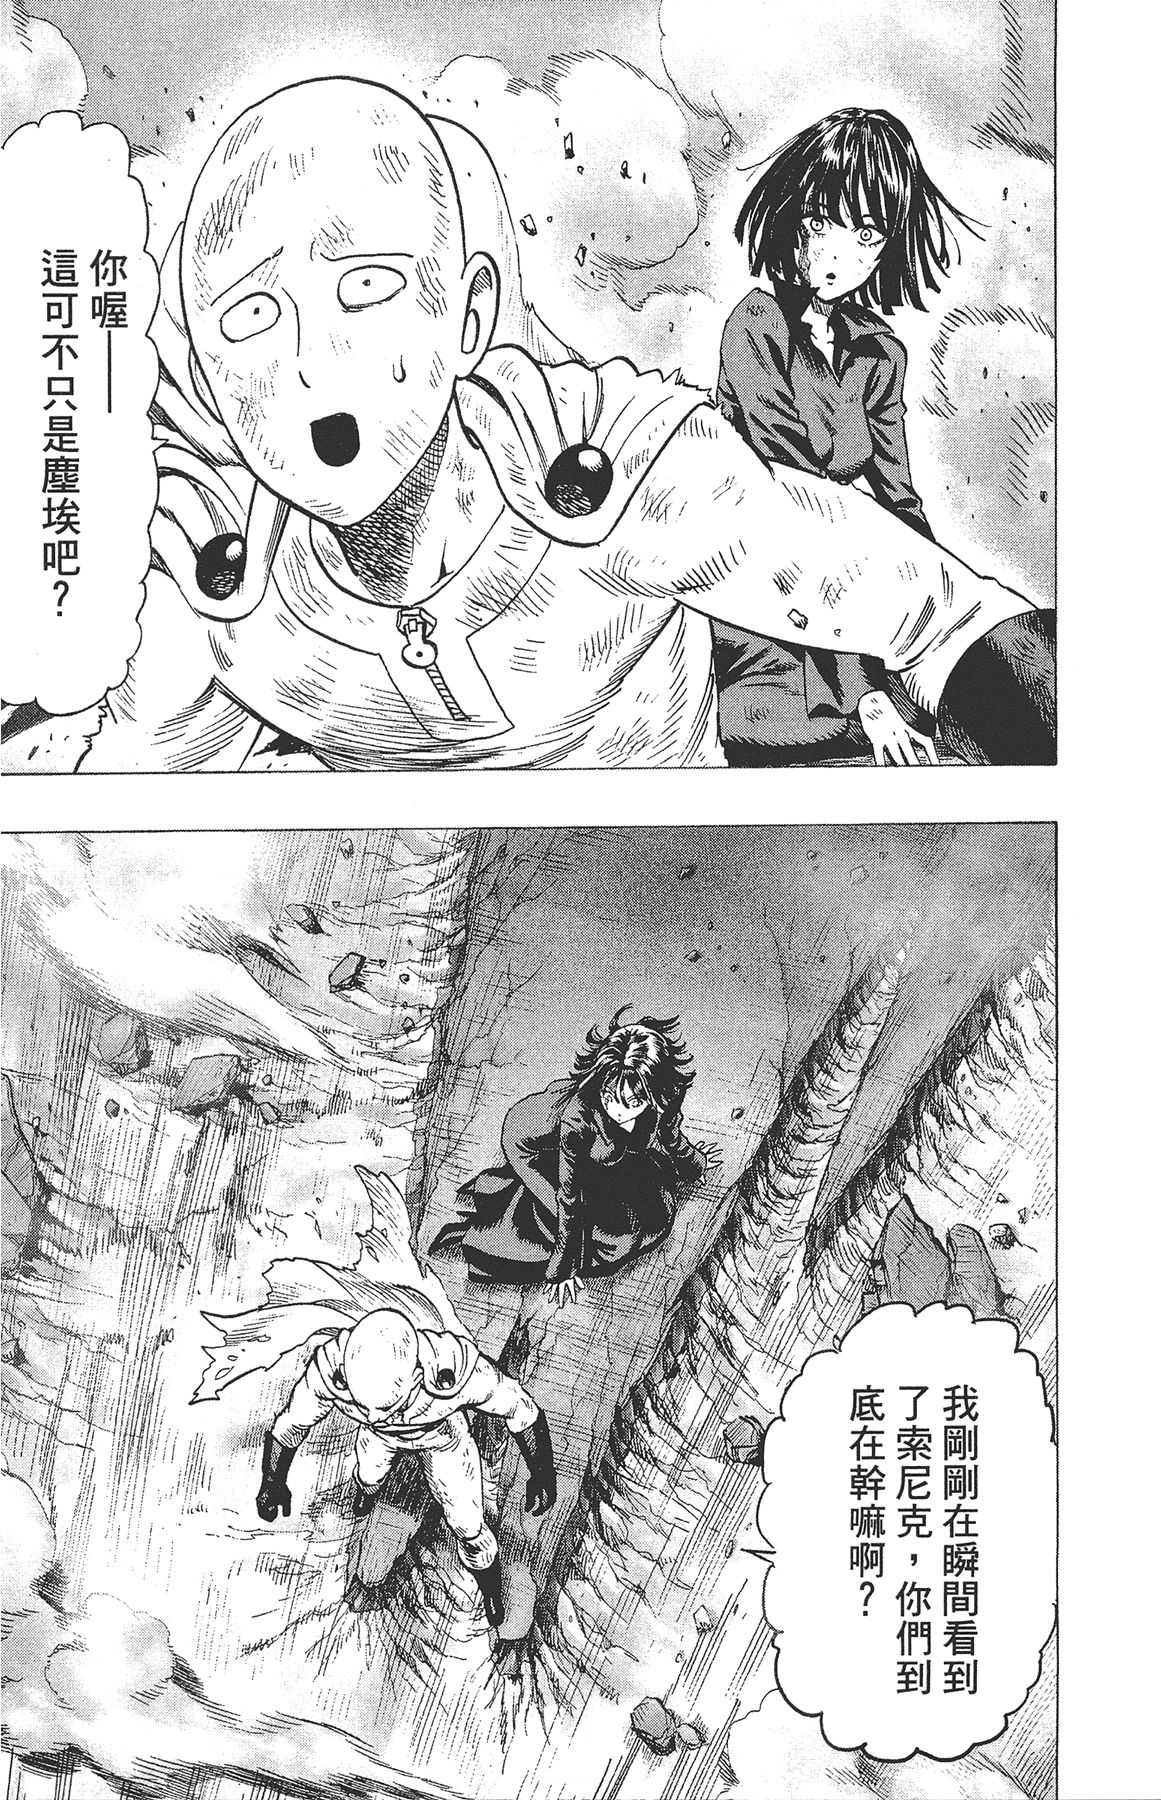 你喔——
這可不只是塵埃吧？
我剛剛在瞬間看到
了索尼克，你們到
底在幹嘛啊？